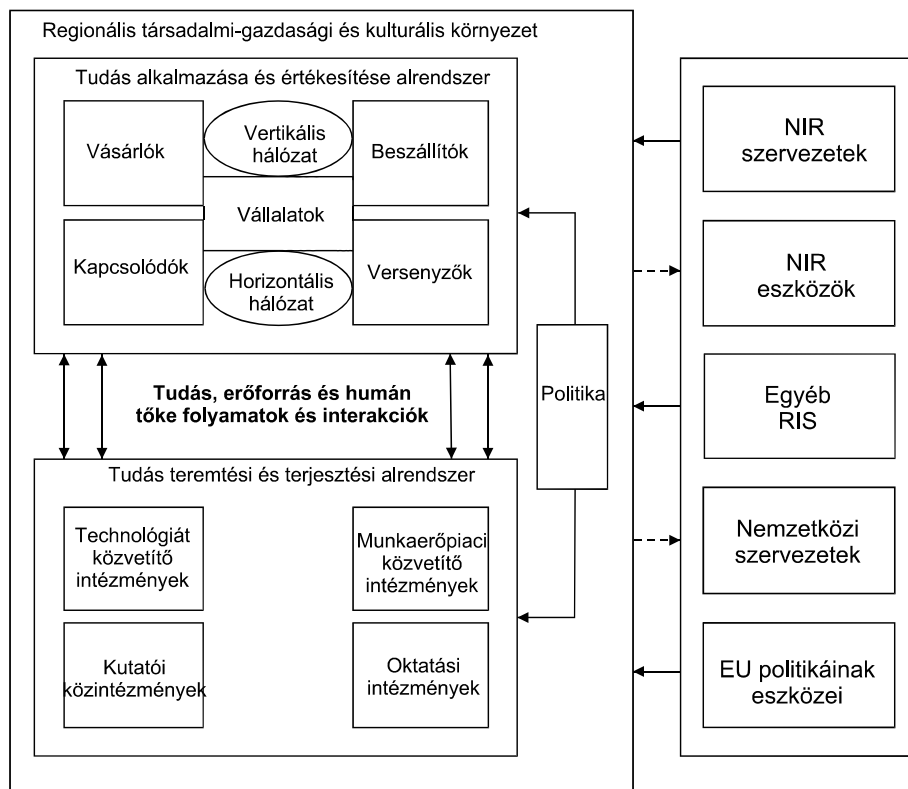 Regionális társadalmi-gazdasági és kulturális környezet
Tudás alkalmazása és értékesítése alrendszer
Vásárlók
Vertikális
hálózat
Beszállítók
Vállalatok
Kapcsolódók
Horizontális
hálózat
Versenyzők
Tudás, erőforrás és humán
tőke folyamatok és interakciók
Politika
Tudás teremtési és terjesztési alrendszer
Technológiát
közvetítő
intézmények
Munkaerőpiaci
közvetítő
intézmények
Kutatói
közintézmények
Oktatási
intézmények
NIR
szervezetek
NIR
eszközök
Egyéb
RIS
Nemzetközi
szervezetek
EU politikáinak
eszközei